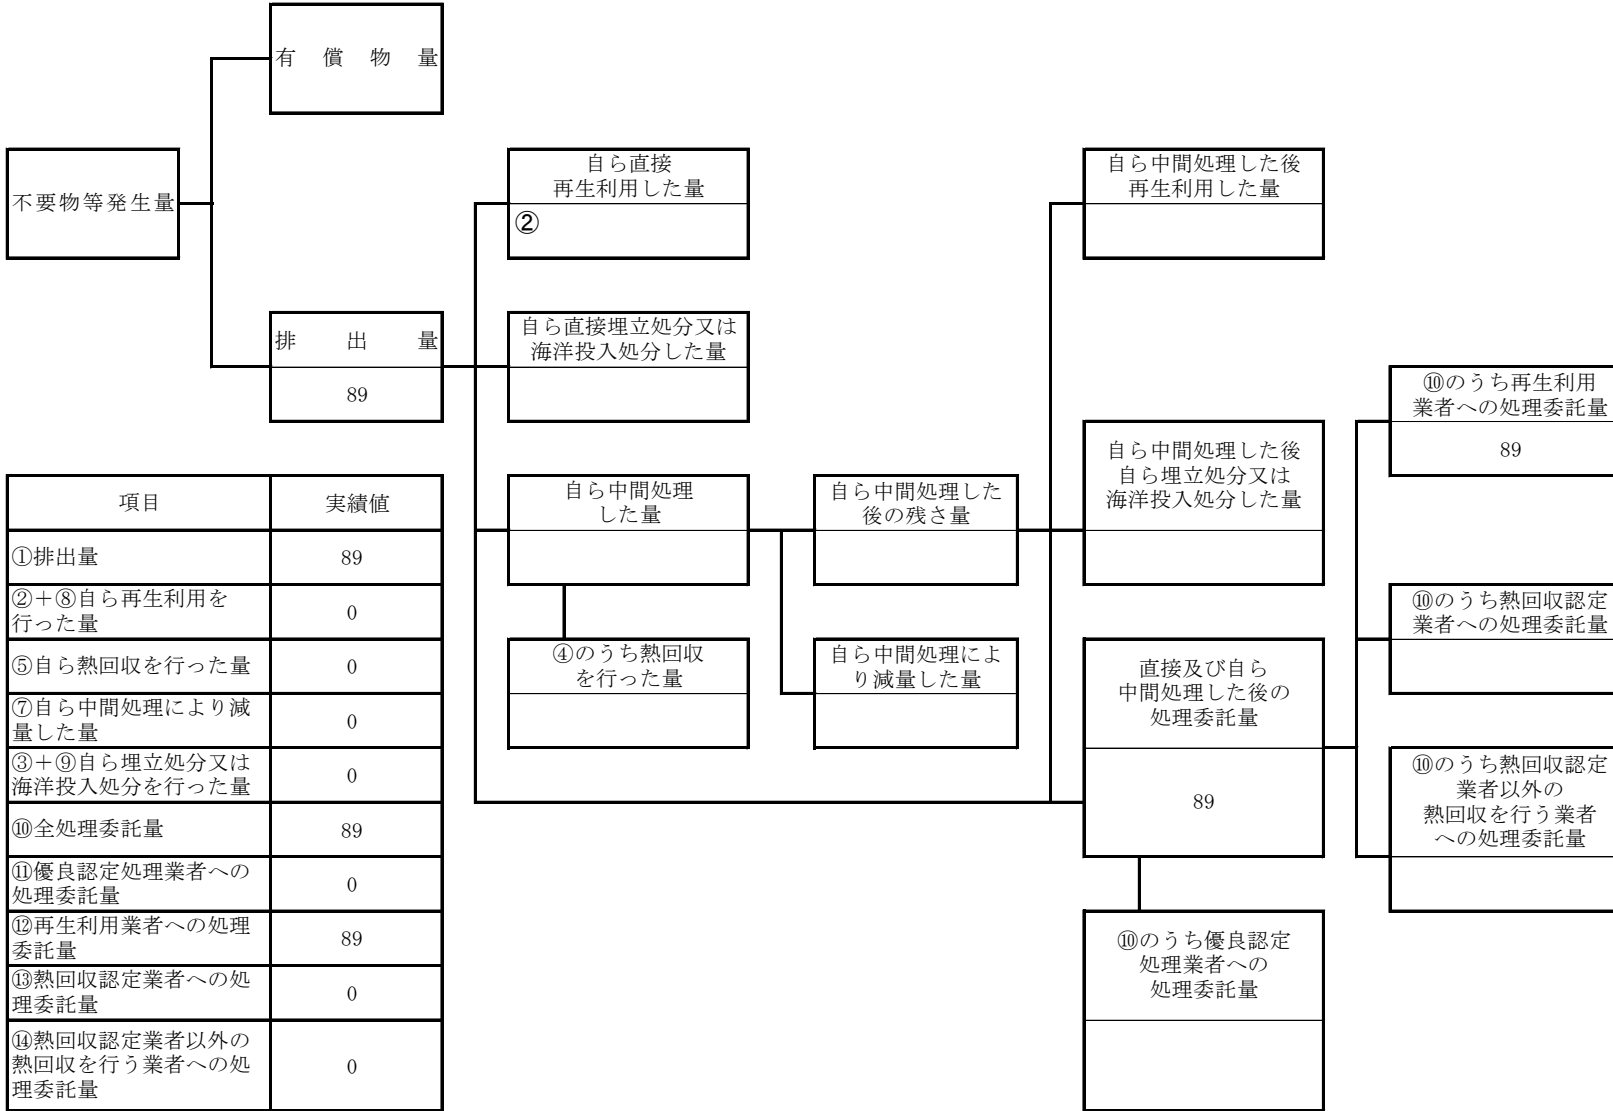 有償物量
不要物等発生量
自ら直接
再生利用した量
②
自ら中間処理した後
再生利用した量
排出量
89
自ら直接埋立処分又は
海洋投入処分した量
⑩のうち再生利用
業者への処理委託量
89
自ら中間処理
した量
自ら中間処理した
後の残さ量
自ら中間処理した後
自ら埋立処分又は
海洋投入処分した量
④のうち熱回収
を行った量
自ら中間処理によ
り減量した量
直接及び自ら
中間処理した後の
処理委託量
89
⑩のうち熱回収認定
業者への処理委託量
⑩のうち熱回収認定
業者以外の
熱回収を行う業者
への処理委託量
⑩のうち優良認定
処理業者への
処理委託量
項目 実績値
①排出量 89
②＋⑧自ら再生利用を
行った量 0
⑤自ら熱回収を行った量 0
⑦自ら中間処理により減
量した量 0
③＋⑨自ら埋立処分又は
海洋投入処分を行った量 0
⑩全処理委託量 89
⑪優良認定処理業者への
処理委託量 0
⑫再生利用業者への処理
委託量 89
⑬熱回収認定業者への処
理委託量 0
⑭熱回収認定業者以外の
熱回収を行う業者への処
理委託量 0